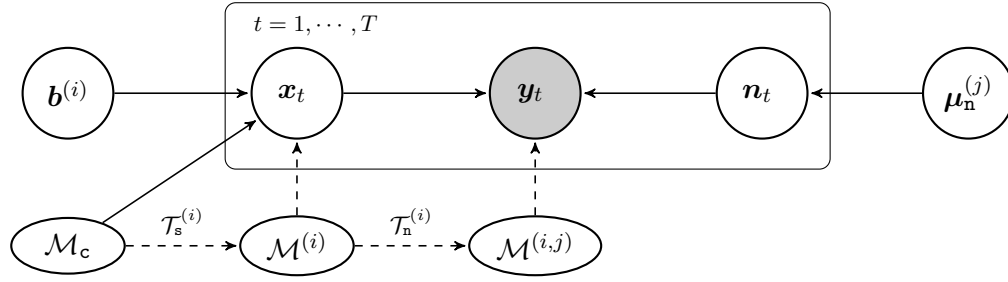 t = 1, ⋯ , T
b^{(i)} x_t y_t n_t μ_n^{(j)}
T_s^{(i)} T_n^{(i)}
M_c M^{(i)} M^{(i,j)}